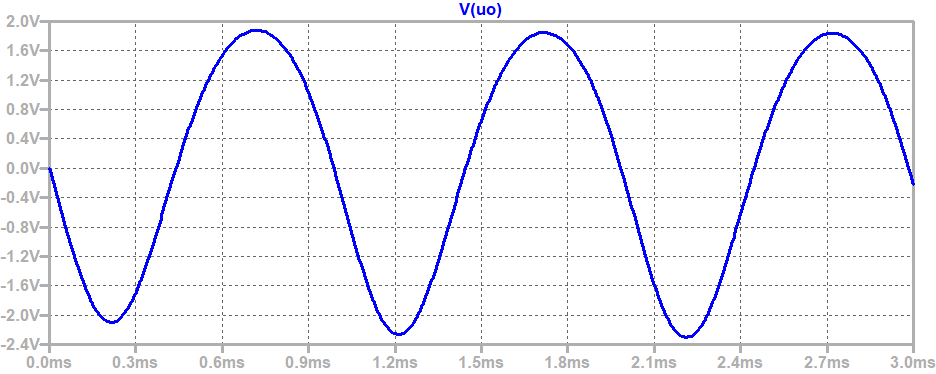 V(uo)
2.0V
1.6V
1.2V
0.8V
0.4V
0.0V
-0.4V
-0.8V
-1.2V
-1.6V
-2.0V
-2.4V
0.0ms 0.3ms 0.6ms 0.9ms 1.2ms 1.5ms 1.8ms 2.1ms 2.4ms 2.7ms 3.0ms